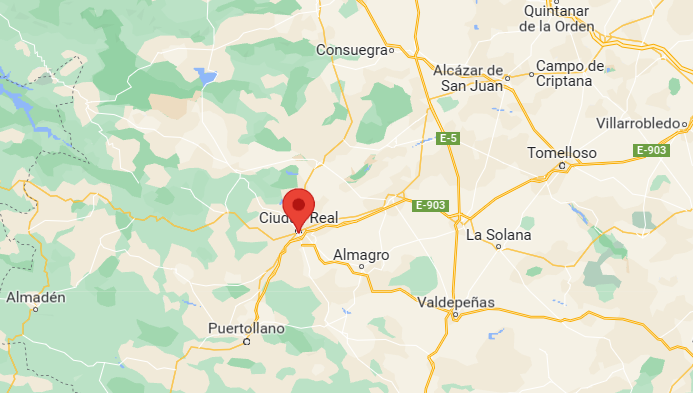 Quintanar
de la Orden
Consuegra
Alcázar de
San Juan
Campo de
Criptana
Villarrobledo
E-5
E-903
Tomelloso
E-903
Ciudad Real
La Solana
Almagro
Almadén
Valdepeñas
Puertollano